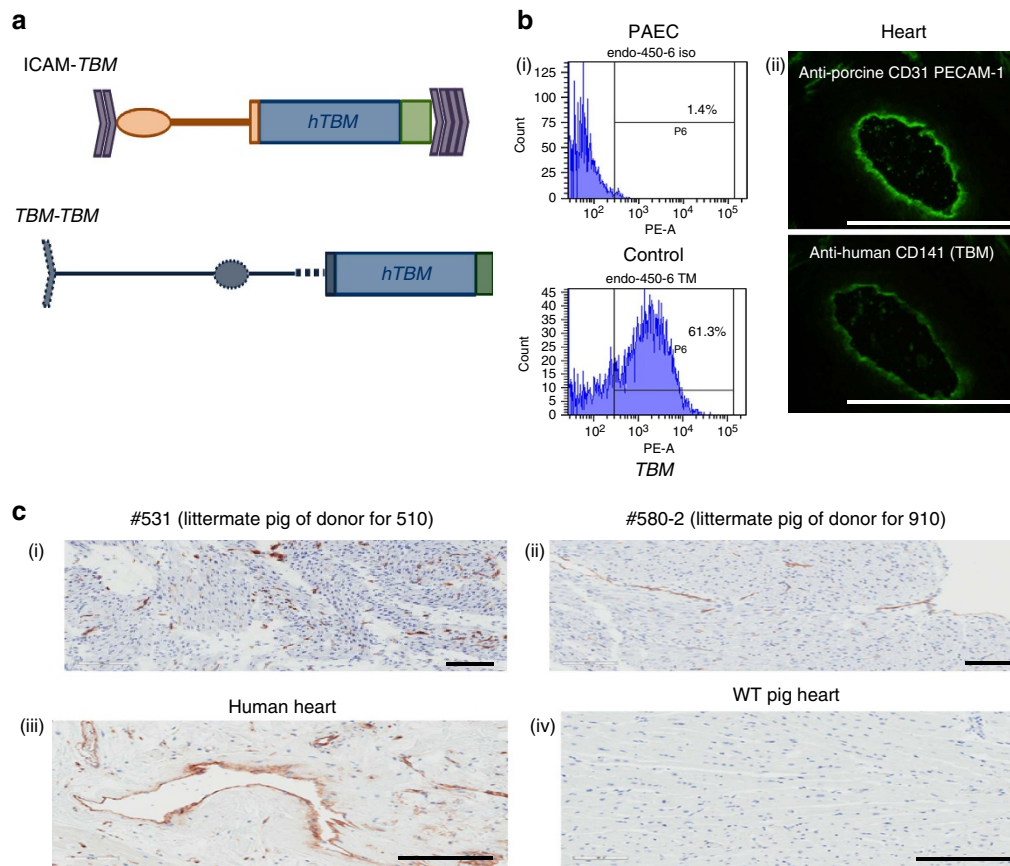 a
ICAM-TBM
hTBM
TBM-TBM
hTBM
b
PAEC
endo-450-6 iso
(i)
Count
125
100
75
50
25
0
1.4%
P6
10² 10³ 10⁴ 10⁵
PE-A
Control
endo-450-6 TM
Count
45
40
35
30
25
20
15
10
5
0
61.3%
P6
10² 10³ 10⁴ 10⁵
PE-A
TBM
Heart
(ii)
Anti-porcine CD31 PECAM-1
Anti-human CD141 (TBM)
c
#531 (littermate pig of donor for 510)
(i)
#580-2 (littermate pig of donor for 910)
(ii)
Human heart
(iii)
WT pig heart
(iv)